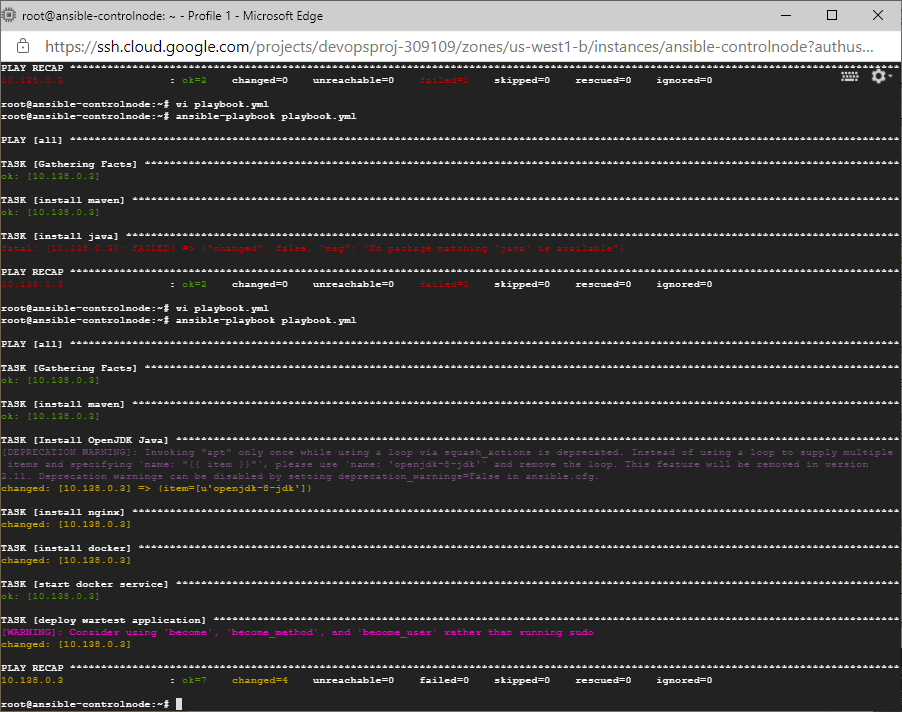 root@ansible-controlnode: ~ - Profile 1 - Microsoft Edge
https://ssh.cloud.google.com/projects/devopsproj-309109/zones/us-west1-b/instances/ansible-controlnode?authus...
PLAY RECAP ***********************************************************************************
10.138.0.3 : ok=2 changed=0 unreachable=0 failed=1 skipped=0 rescued=0 ignored=0
root@ansible-controlnode:~# vi playbook.yml
root@ansible-controlnode:~# ansible-playbook playbook.yml
PLAY [all] ***********************************************************************************
TASK [Gathering Facts] ***********************************************************************
ok: [10.138.0.3]
TASK [install maven] *************************************************************************
ok: [10.138.0.3]
TASK [install java] **************************************************************************
fatal: [10.138.0.3]: FAILED! => {"changed": false, "msg": "No package matching 'java' is available"}
PLAY RECAP ***********************************************************************************
10.138.0.3 : ok=2 changed=0 unreachable=0 failed=1 skipped=0 rescued=0 ignored=0
root@ansible-controlnode:~# vi playbook.yml
root@ansible-controlnode:~# ansible-playbook playbook.yml
PLAY [all] ***********************************************************************************
TASK [Gathering Facts] ***********************************************************************
ok: [10.138.0.3]
TASK [install maven] *************************************************************************
ok: [10.138.0.3]
TASK [Install OpenJDK Java] ******************************************************************
[DEPRECATION WARNING]: Invoking "apt" only once while using a loop via squash_actions is deprecated. Instead of using a loop to supply multiple
items and specifying `name: "{{ item }}"`, please use `name: 'openjdk-8-jdk'` and remove the loop. This feature will be removed in version
2.11. Deprecation warnings can be disabled by setting deprecation_warnings=False in ansible.cfg.
changed: [10.138.0.3] => (item=[u'openjdk-8-jdk'])
TASK [install nginx] *************************************************************************
changed: [10.138.0.3]
TASK [install docker] ************************************************************************
changed: [10.138.0.3]
TASK [start docker service] ******************************************************************
ok: [10.138.0.3]
TASK [deploy wartest application] ************************************************************
[WARNING]: Consider using 'become', 'become_method', and 'become_user' rather than running sudo
changed: [10.138.0.3]
PLAY RECAP ***********************************************************************************
10.138.0.3 : ok=7 changed=4 unreachable=0 failed=0 skipped=0 rescued=0 ignored=0
root@ansible-controlnode:~#